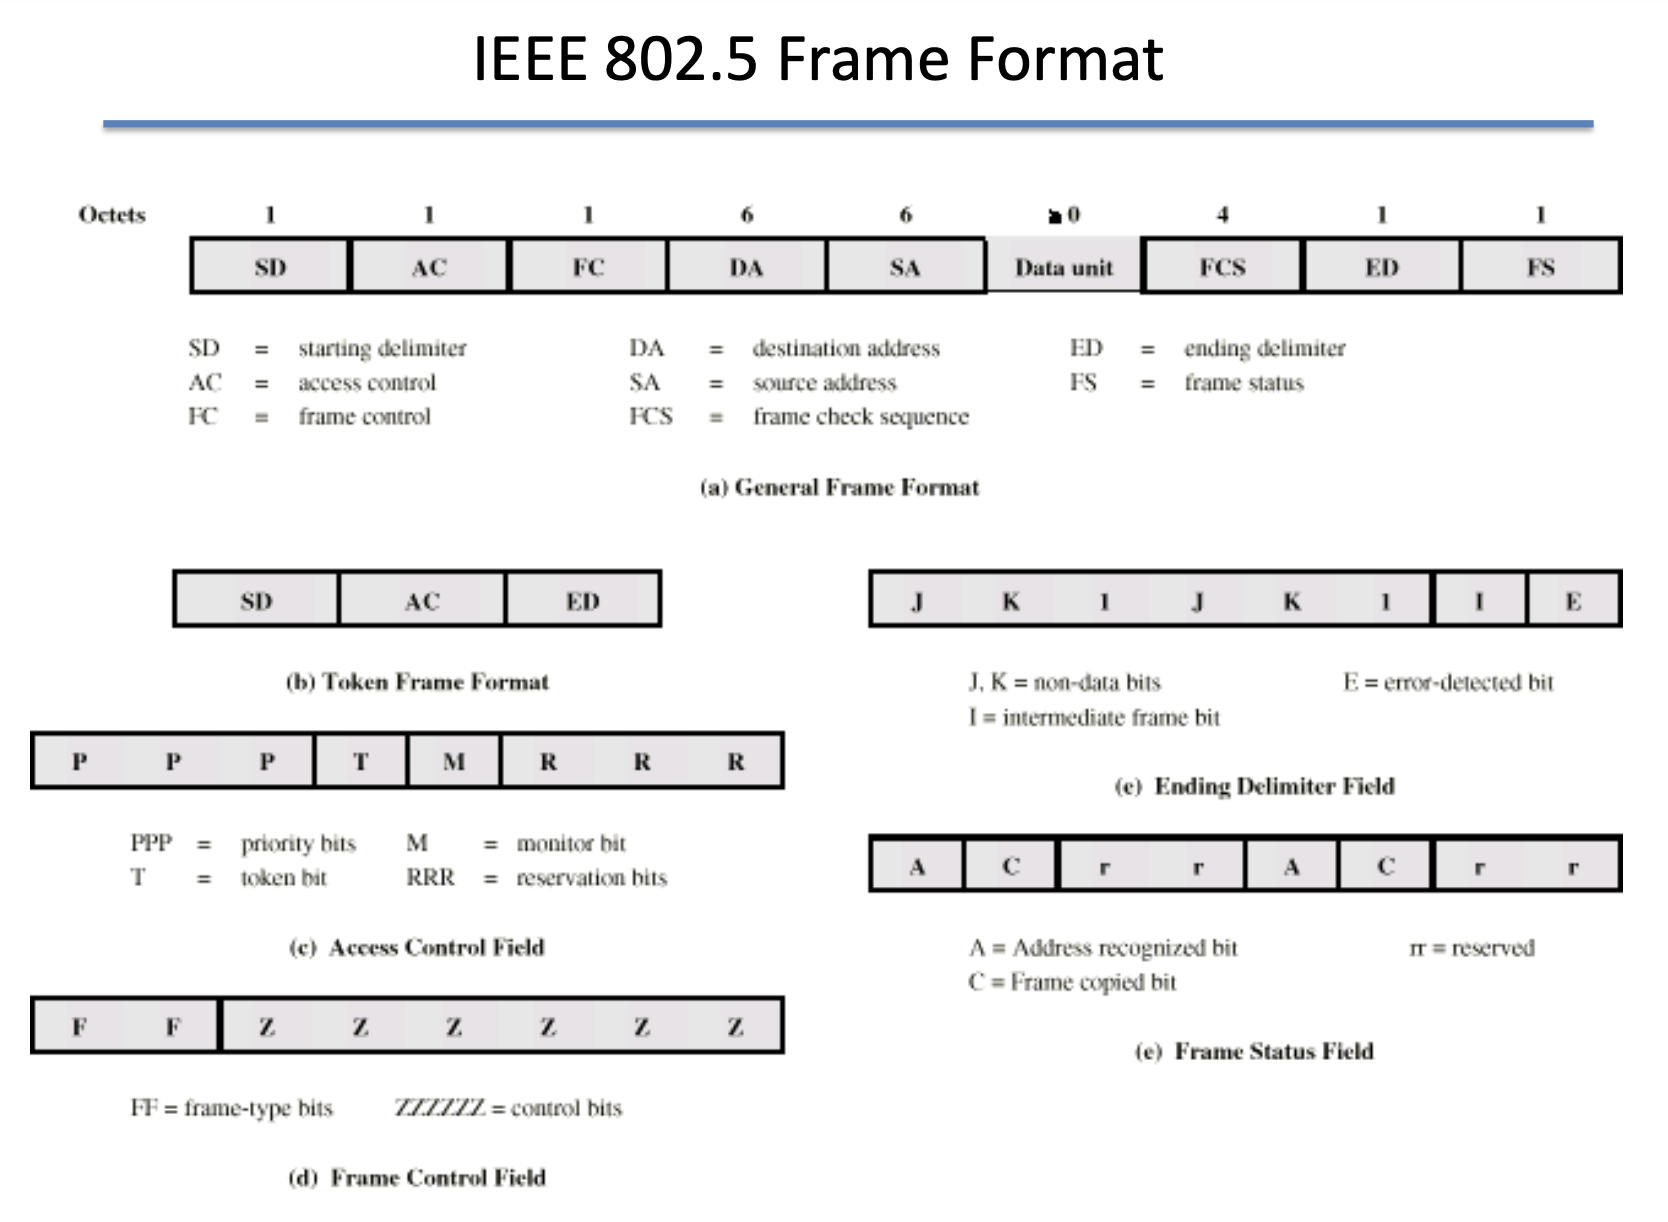 IEEE 802.5 Frame Format
Octets 1 1 1 6 6 0 4 1 1
SD AC FC DA SA Data unit FCS ED FS
SD = starting delimiter DA = destination address ED = ending delimiter
AC = access control SA = source address FS = frame status
FC = frame control FCS = frame check sequence
(a) General Frame Format
SD AC ED
(b) Token Frame Format
P P P T M R R R
PPP = priority bits M = monitor bit
T = token bit RRR = reservation bits
(c) Access Control Field
F F Z Z Z Z Z Z
FF = frame-type bits ZZZZZZ = control bits
(d) Frame Control Field
J K 1 J K 1 I E
J, K = non-data bits E = error-detected bit
I = intermediate frame bit
(e) Ending Delimiter Field
A C r r A C r r
A = Address recognized bit rr = reserved
C = Frame copied bit
(e) Frame Status Field